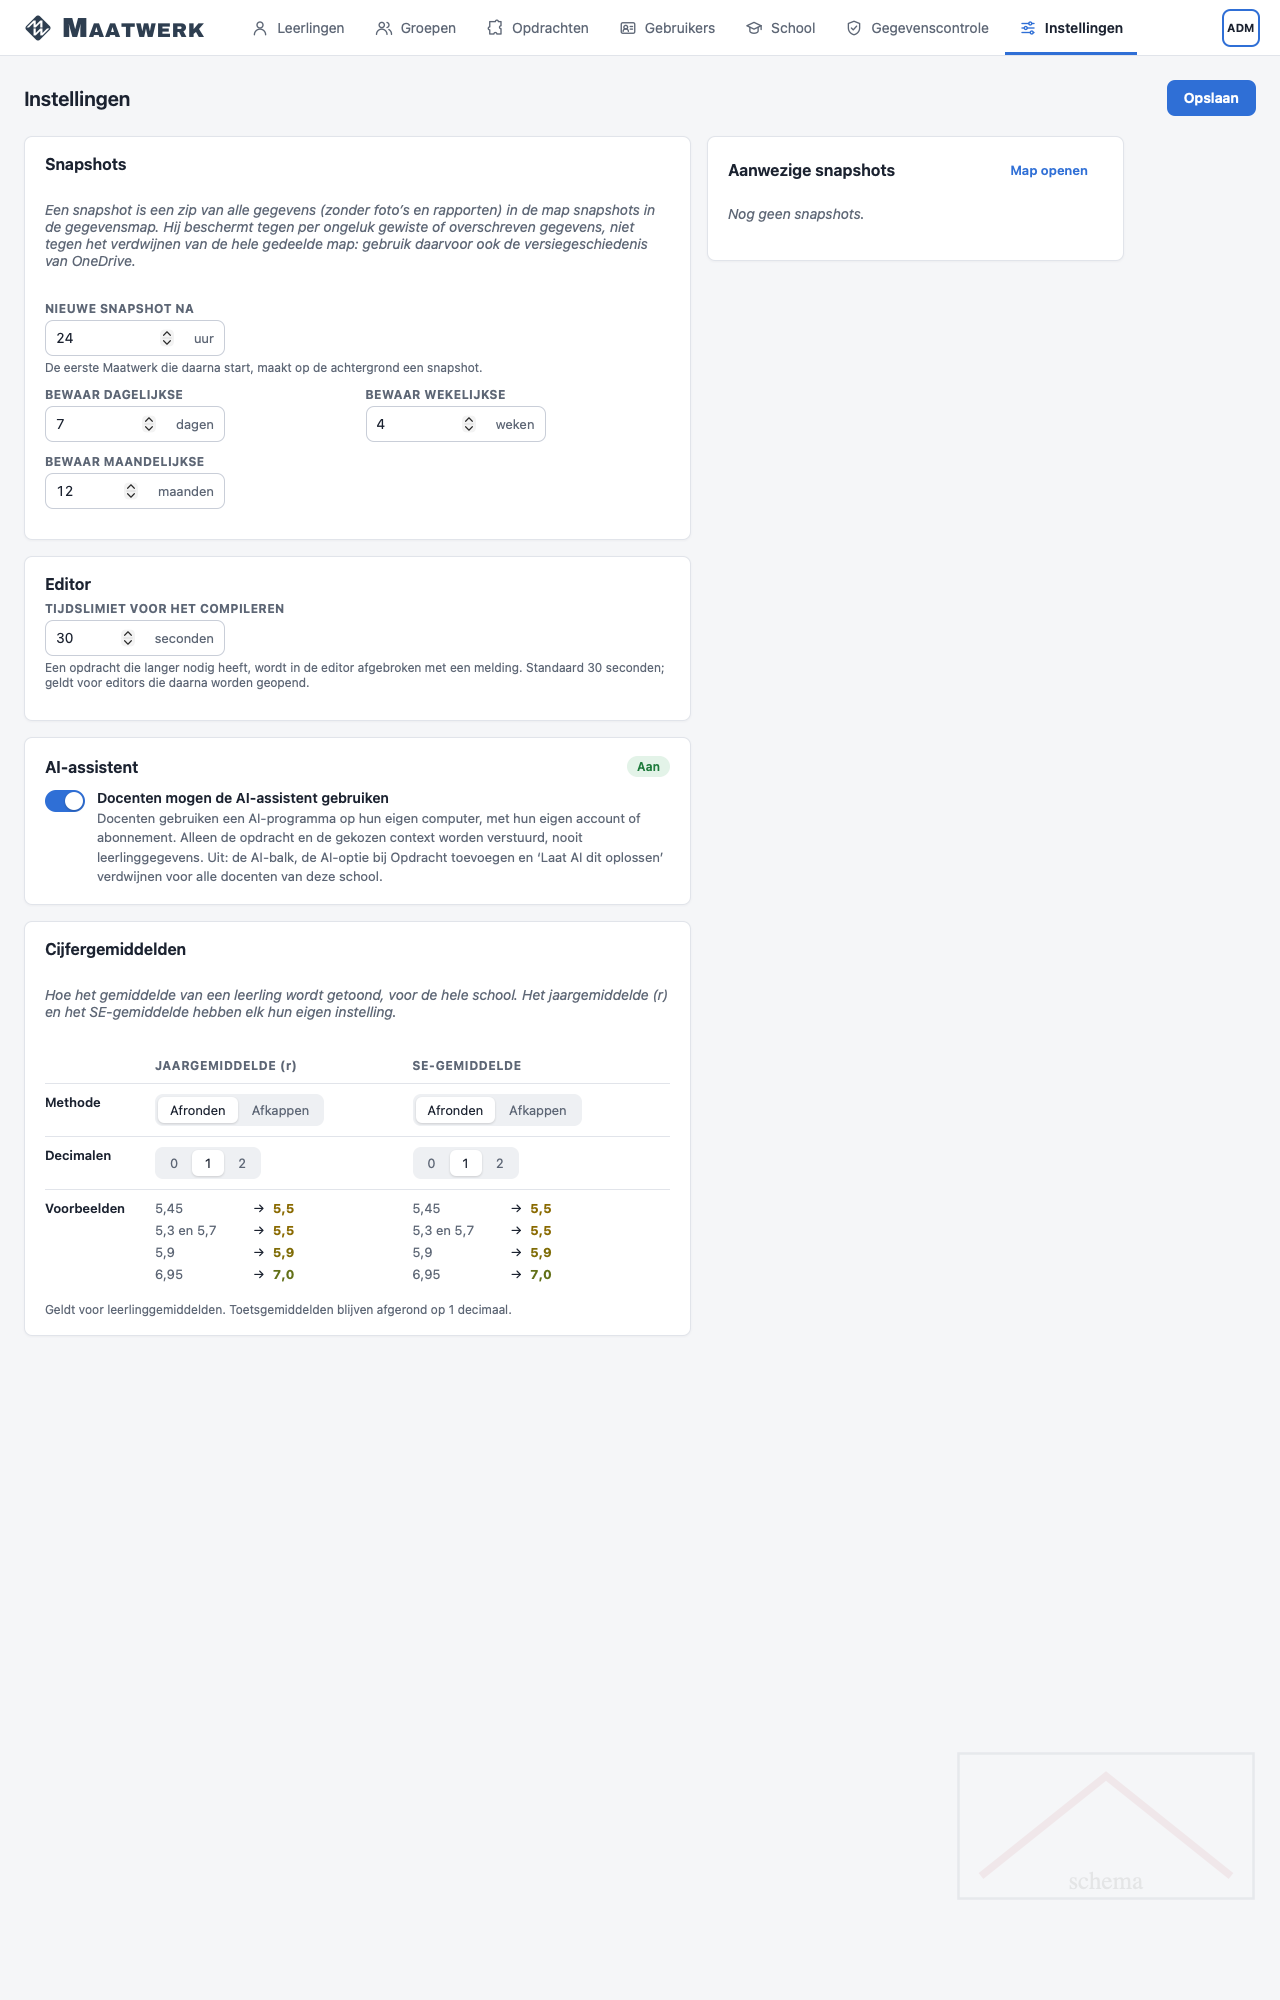 MAATWERK
Leerlingen
Groepen
Opdrachten
Gebruikers
School
Gegevenscontrole
Instellingen
ADM
Instellingen
Opslaan
Snapshots
Een snapshot is een zip van alle gegevens (zonder foto’s en rapporten) in de map snapshots in
de gegevensmap. Hij beschermt tegen per ongeluk gewiste of overschreven gegevens, niet
tegen het verdwijnen van de hele gedeelde map: gebruik daarvoor ook de versiegeschiedenis
van OneDrive.
NIEUWE SNAPSHOT NA
24 uur
De eerste Maatwerk die daarna start, maakt op de achtergrond een snapshot.
BEWAAR DAGELIJKSE BEWAAR WEKELIJKSE
7 dagen 4 weken
BEWAAR MAANDELIJKSE
12 maanden
Aanwezige snapshots Map openen
Nog geen snapshots.
Editor
TIJDSLIMIET VOOR HET COMPILEREN
30 seconden
Een opdracht die langer nodig heeft, wordt in de editor afgebroken met een melding. Standaard 30 seconden;
geldt voor editors die daarna worden geopend.
AI-assistent Aan
Docenten mogen de AI-assistent gebruiken
Docenten gebruiken een AI-programma op hun eigen computer, met hun eigen account of
abonnement. Alleen de opdracht en de gekozen context worden verstuurd, nooit
leerlinggegevens. Uit: de AI-balk, de AI-optie bij Opdracht toevoegen en ‘Laat AI dit oplossen’
verdwijnen voor alle docenten van deze school.
Cijfergemiddelden
Hoe het gemiddelde van een leerling wordt getoond, voor de hele school. Het jaargemiddelde (r)
en het SE-gemiddelde hebben elk hun eigen instelling.
JAARGEMIDDELDE (r) SE-GEMIDDELDE
Methode Afronden Afkappen Afronden Afkappen
Decimalen 0 1 2 0 1 2
Voorbeelden 5,45 → 5,5 5,45 → 5,5
5,3 en 5,7 → 5,5 5,3 en 5,7 → 5,5
5,9 → 5,9 5,9 → 5,9
6,95 → 7,0 6,95 → 7,0
Geldt voor leerlinggemiddelden. Toetsgemiddelden blijven afgerond op 1 decimaal.
schema